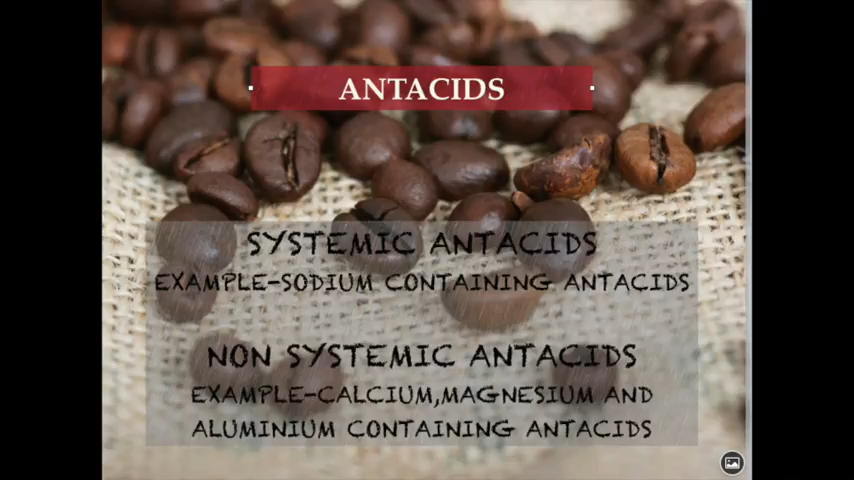 ANTACIDS
SYSTEMIC ANTACIDS
EXAMPLE-SODIUM CONTAINING ANTACIDS
NON SYSTEMIC ANTACIDS
EXAMPLE-CALCIUM,MAGNESIUM AND
ALUMINIUM CONTAINING ANTACIDS